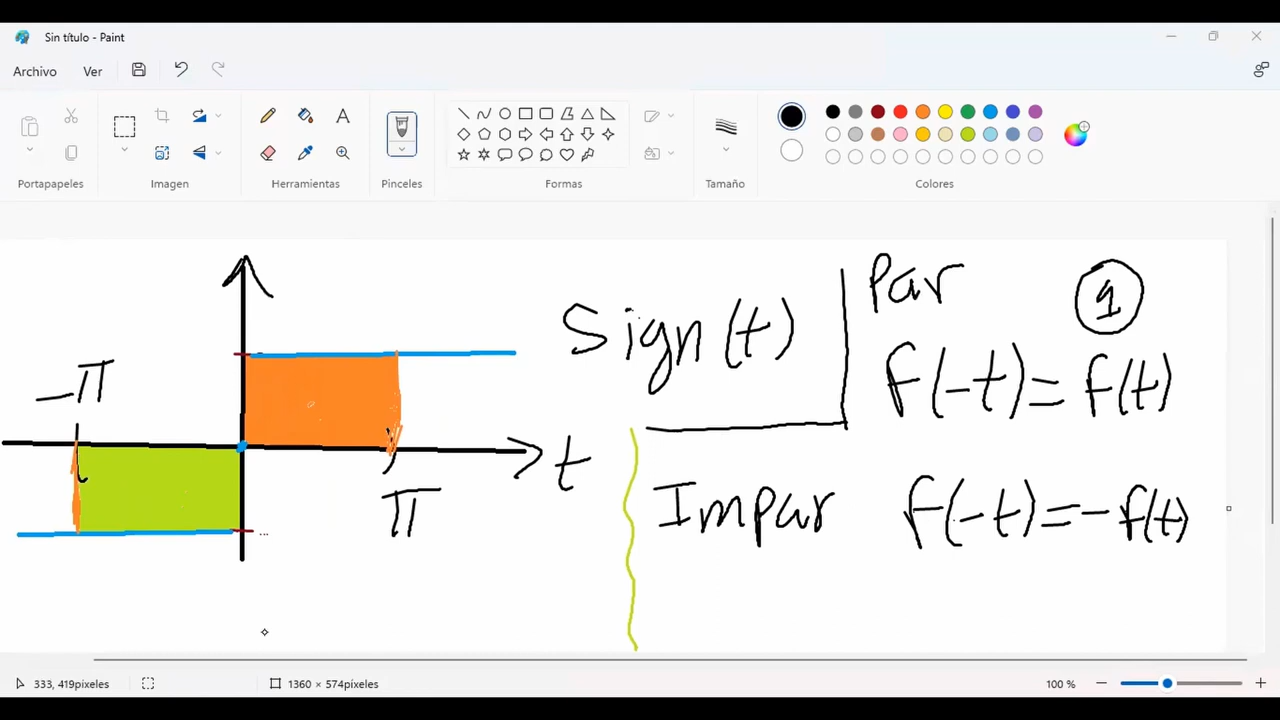 Sin título - Paint
Archivo
Ver
Portapapeles
Imagen
Herramientas
Pinceles
Formas
Tamaño
Colores
A
Sign(t)
Par
1
f(-t) = f(t)
-π
t
π
Impar f(-t) = - f(t)
...
333, 419píxeles
1360 × 574píxeles
100 %